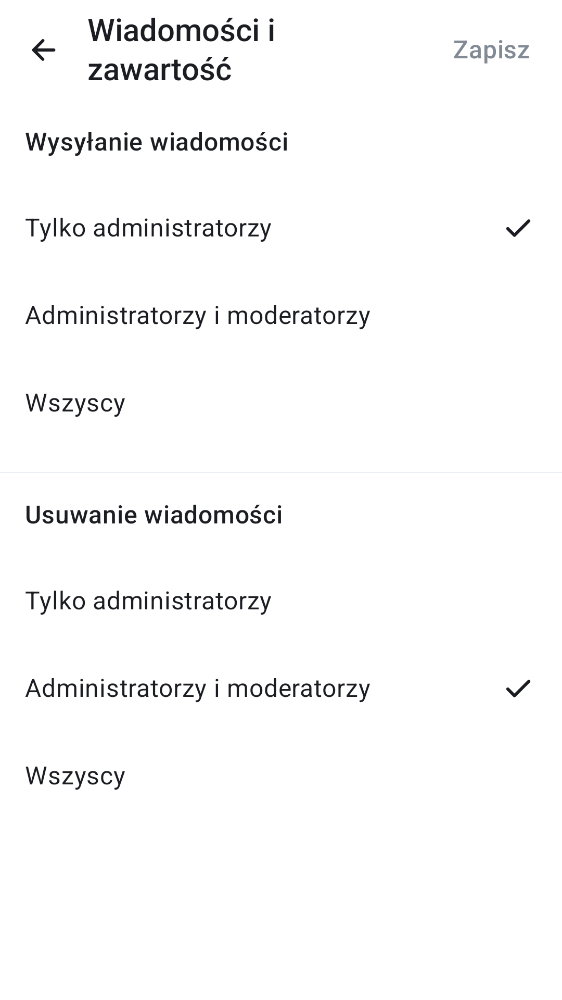 Wiadomości i
zawartość
Zapisz
Wysyłanie wiadomości
Tylko administratorzy
Administratorzy i moderatorzy
Wszyscy
Usuwanie wiadomości
Tylko administratorzy
Administratorzy i moderatorzy
Wszyscy